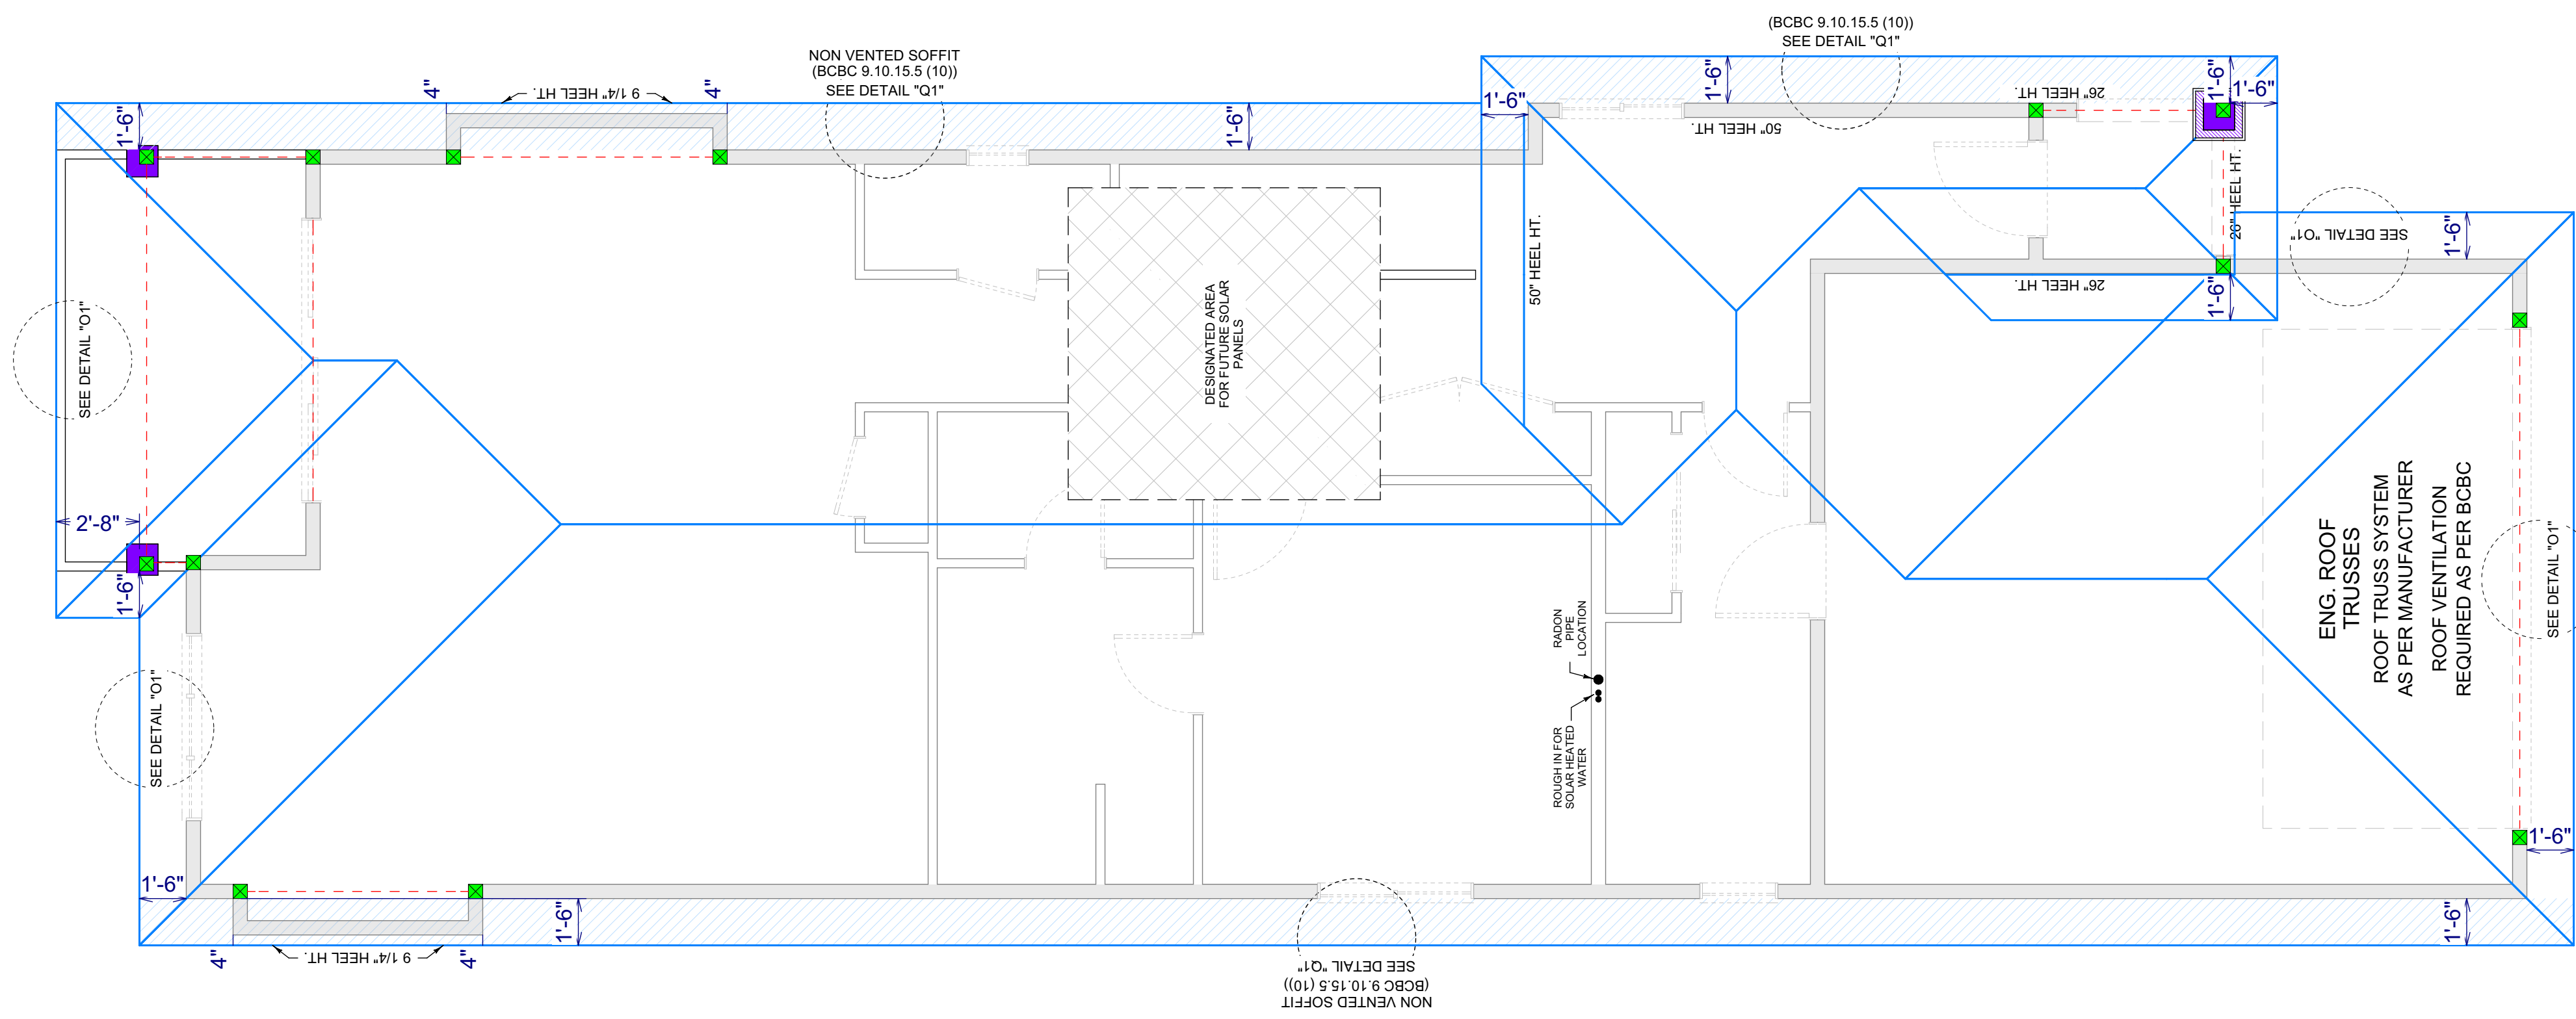 (BCBC 9.10.15.5 (10))
SEE DETAIL "Q1"
NON VENTED SOFFIT
(BCBC 9.10.15.5 (10))
SEE DETAIL "Q1"
4"
9 1/4" HEEL HT.
4"
1'-6"
1'-6"
1'-6"
1'-6"
1'-6"
1'-6"
26" HEEL HT.
50" HEEL HT.
26" HEEL HT.
50" HEEL HT.
26" HEEL HT.
1'-6"
SEE DETAIL "O1"
1'-6"
DESIGNATED AREA
FOR FUTURE SOLAR
PANELS
SEE DETAIL "O1"
2'-8"
1'-6"
SEE DETAIL "O1"
RADON
PIPE
LOCATION
ROUGH IN FOR
SOLAR HEATED
WATER
ENG. ROOF
TRUSSES
ROOF TRUSS SYSTEM
AS PER MANUFACTURER
ROOF VENTILATION
REQUIRED AS PER BCBC
SEE DETAIL "O1"
1'-6"
1'-6"
1'-6"
1'-6"
4"
9 1/4" HEEL HT.
4"
NON VENTED SOFFIT
(BCBC 9.10.15.5 (10))
SEE DETAIL "Q1"